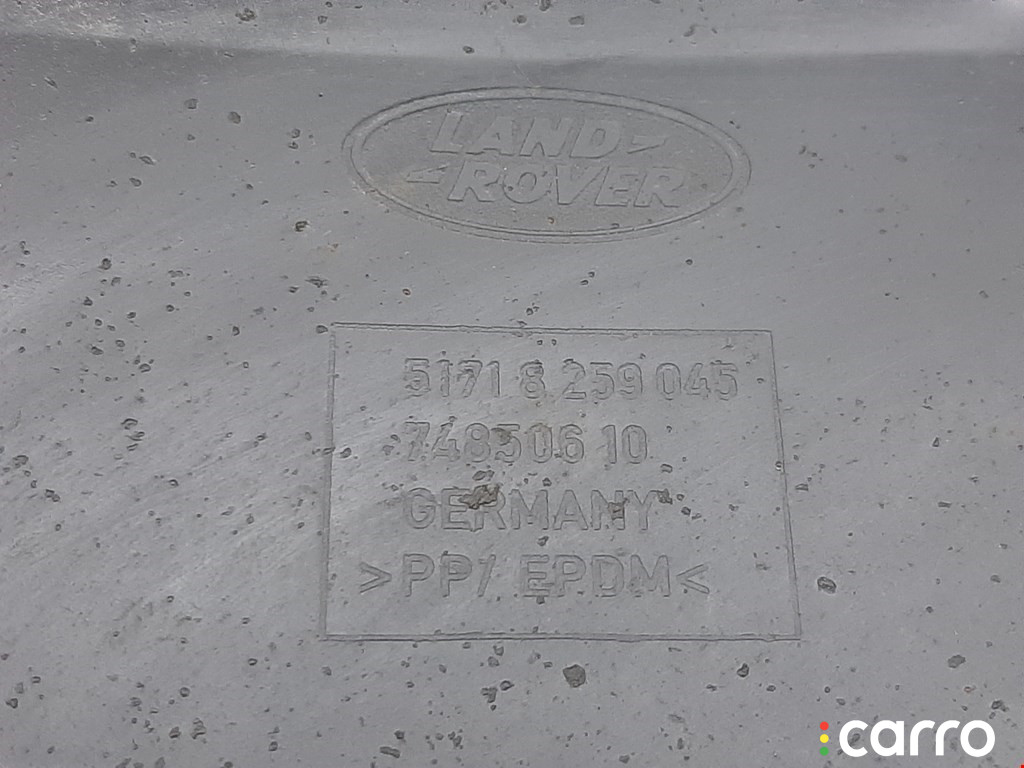 LAND
ROVER
5171 8 259 045
748506 10
GERMANY
>PP/ EPDM<
carro